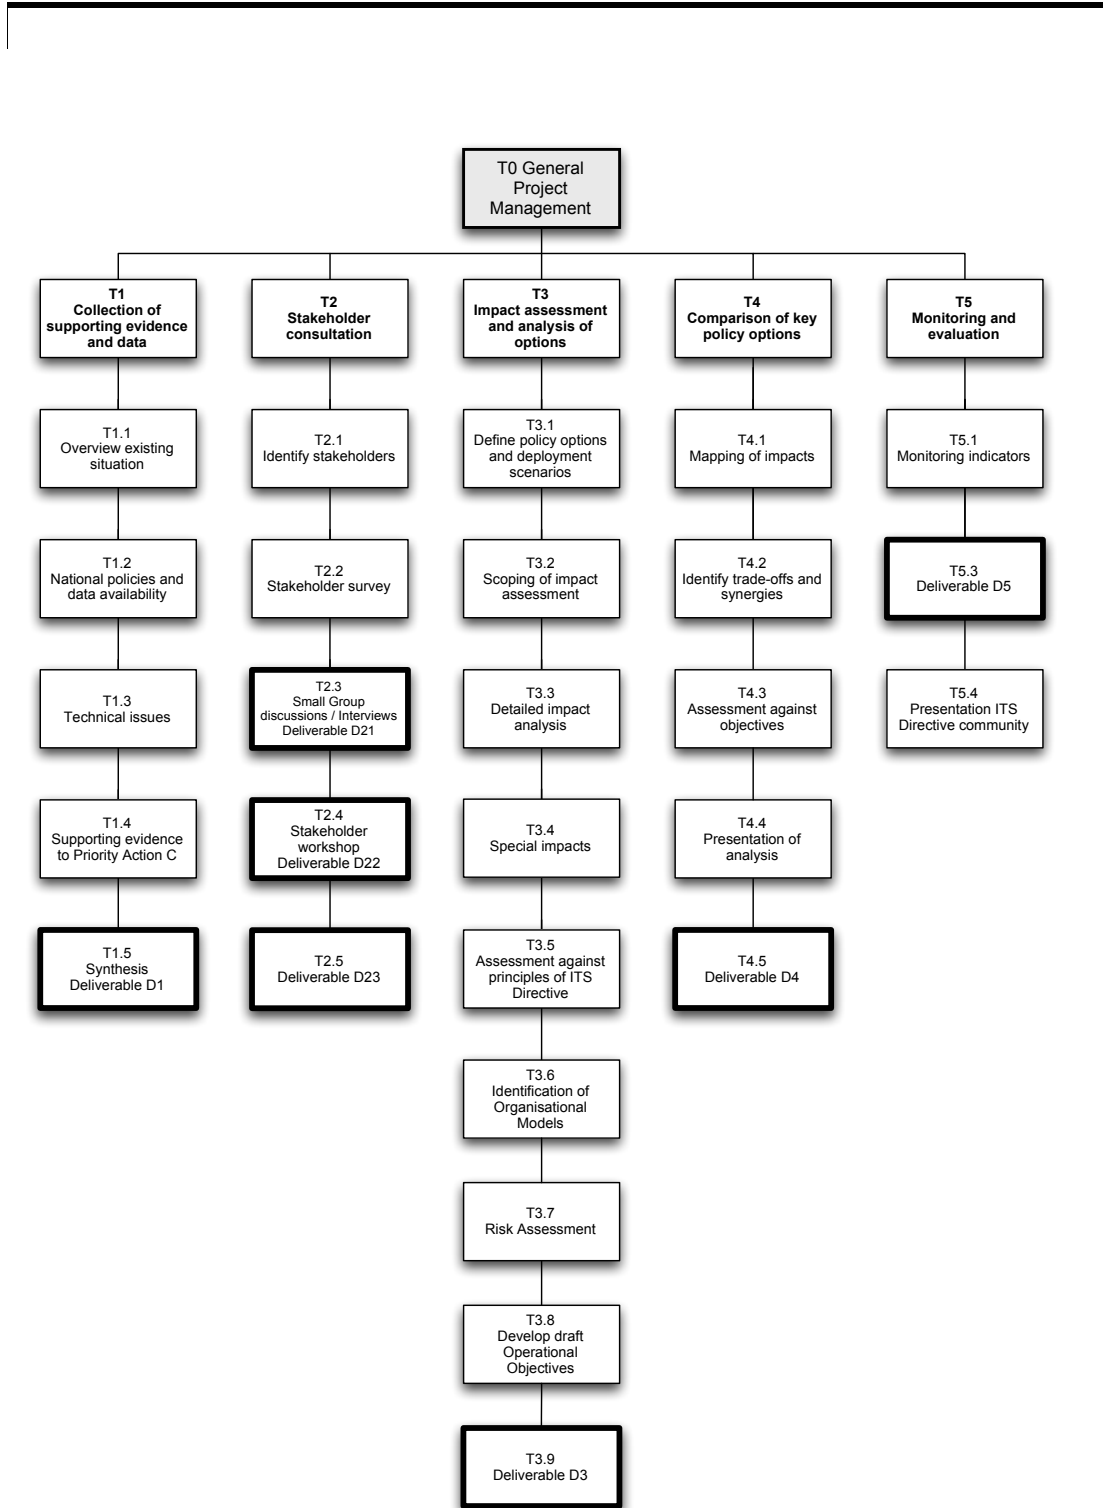 T0 General
Project
Management
T1
Collection of
supporting evidence
and data
T2
Stakeholder
consultation
T3
Impact assessment
and analysis of
options
T4
Comparison of key
policy options
T5
Monitoring and
evaluation
T1.1
Overview existing
situation
T2.1
Identify stakeholders
T3.1
Define policy options
and deployment
scenarios
T4.1
Mapping of impacts
T5.1
Monitoring indicators
T1.2
National policies and
data availability
T2.2
Stakeholder survey
T3.2
Scoping of impact
assessment
T4.2
Identify trade-offs and
synergies
T5.3
Deliverable D5
T1.3
Technical issues
T2.3
Small Group
discussions / Interviews
Deliverable D21
T3.3
Detailed impact
analysis
T4.3
Assessment against
objectives
T5.4
Presentation ITS
Directive community
T1.4
Supporting evidence
to Priority Action C
T2.4
Stakeholder
workshop
Deliverable D22
T3.4
Special impacts
T4.4
Presentation of
analysis
T1.5
Synthesis
Deliverable D1
T2.5
Deliverable D23
T3.5
Assessment against
principles of ITS
Directive
T4.5
Deliverable D4
T3.6
Identification of
Organisational
Models
T3.7
Risk Assessment
T3.8
Develop draft
Operational
Objectives
T3.9
Deliverable D3